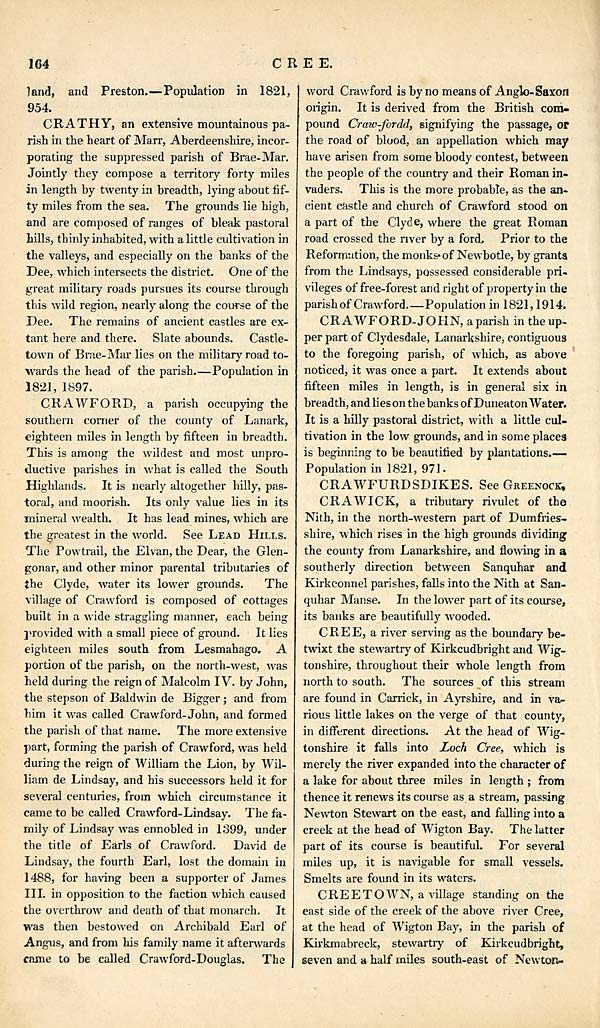 164
CREE.
land, and Preston.—Population in 1821,
954.
CRATHY, an extensive mountainous pa-
rish in the heart of Marr, Aberdeenshire, incor-
porating the suppressed parish of Brae-Mar.
Jointly they compose a territory forty miles
in length by twenty in breadth, lying about fif-
ty miles from the sea. The grounds lie high,
and are composed of ranges of bleak pastoral
hills, thinly inhabited, with a little cultivation in
the valleys, and especially on the banks of the
Dee, which intersects the district. One of the
great military roads pursues its course through
this wild region, nearly along the course of the
Dee. The remains of ancient castles are ex-
tant here and there. Slate abounds. Castle-
town of Brae-Mar lies on the military road to-
wards the head of the parish.—Population in
1821, 1897.
CRAWFORD, a parish occupying the
southern corner of the county of Lanark,
eighteen miles in length by fifteen in breadth.
This is among the wildest and most unpro-
ductive parishes in what is called the South
Highlands. It is nearly altogether hilly, pas-
toral, and moorish. Its only value lies in its
mineral wealth. It has lead mines, which are
the greatest in the world. See LEAD HILLS.
The Powtrail, the Elvan, the Dear, the Glen-
gonar, and other minor parental tributaries of
the Clyde, water its lower grounds. The
village of Crawford is composed of cottages
built in a wide straggling manner, each being
provided with a small piece of ground. It lies
eighteen miles south from Lesmahago. A
portion of the parish, on the north-west, was
held during the reign of Malcolm IV. by John,
the stepson of Baldwin de Bigger; and from
him it was called Crawford-John, and formed
the parish of that name. The more extensive
part, forming the parish of Crawford, was held
during the reign of William the Lion, by Wil-
liam de Lindsay, and his successors held it for
several centuries, from which circumstance it
came to be called Crawford-Lindsay. The fa-
mily of Lindsay was ennobled in 1399, under
the title of Earls of Crawford. David de
Lindsay, the fourth Earl, lost the domain in
1488, for having been a supporter of James
III. in opposition to the faction which caused
the overthrow and death of that monarch. It
was then bestowed on Archibald Earl of
Angus, and from his family name it afterwards
came to be called Crawford-Douglas. The
word Crawford is by no means of Anglo-Saxon
origin. It is derived from the British com-
pound Craw-fordd, signifying the passage, or
the road of blood, an appellation which may
have arisen from some bloody contest, between
the people of the country and their Roman in-
vaders. This is the more probable, as the an-
cient castle and church of Crawford stood on
a part of the Clyde, where the great Roman
road crossed the river by a ford. Prior to the
Reformation, the monks of Newbotle, by grants
from the Lindsays, possessed considerable pri-
vileges of free-forest and right of property in the
parish of Crawford.—Population in 1821, 1914.
CRAWFORD-JOHN, a parish in the up-
per part of Clydesdale, Lanarkshire, contiguous
to the foregoing parish, of which, as above
noticed, it was once a part. It extends about
fifteen miles in length, is in general six in
breadth, and lies on the banks of Duneaton Water.
It is a hilly pastoral district, with a little cul-
tivation in the low grounds, and in some places
is beginning to be beautified by plantations.—
Population in 1821, 971.
CRAWFURDSDIKES. See GREENOCK.
CRAWICK, a tributary rivulet of the
Nith, in the north-western part of Dumfries-
shire, which rises in the high grounds dividing
the county from Lanarkshire, and flowing in a
southerly direction between Sanquhar and
Kirkconnel parishes, falls into the Nith at San-
quhar Manse. In the lower part of its course,
its banks are beautifully wooded.
CREE, a river serving as the boundary be-
twixt the stewartry of Kirkcudbright and Wig-
tonshire, throughout their whole length from
north to south. The sources of this stream
are found in Carrick, in Ayrshire, and in va-
rious little lakes on the verge of that county,
in different directions. At the head of Wig-
tonshire it falls into Loch Cree, which is
merely the river expanded into the character of
a lake for about three miles in length; from
thence it renews its course as a stream, passing
Newton Stewart on the east, and falling into a
creek at the head of Wigton Bay. The latter
part of its course is beautiful. For several
miles up, it is navigable for small vessels.
Smelts are found in its waters.
CREETOWN, a village standing on the
east side of the creek of the above river Cree,
at the head of Wigton Bay, in the parish of
Kirkmabreck, stewartry of Kirkcudbright,
seven and a half miles south-east of Newton-